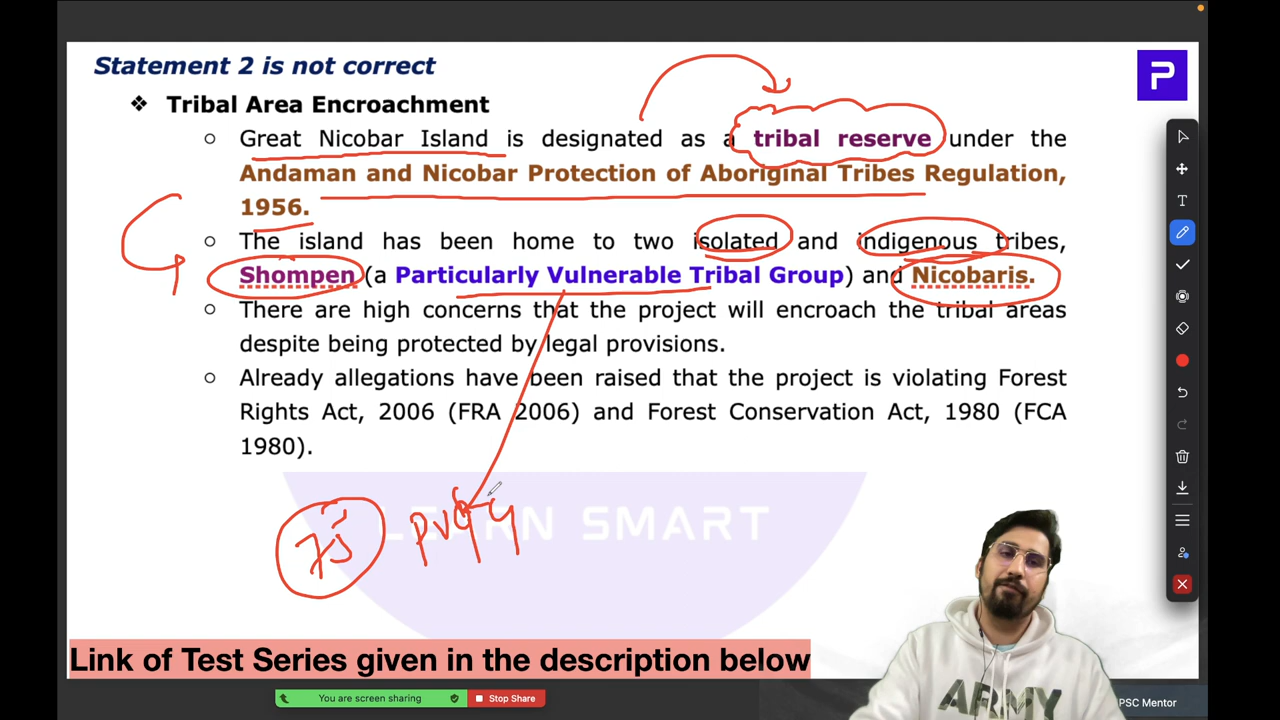 Statement 2 is not correct
P
❖ Tribal Area Encroachment
○ Great Nicobar Island is designated as a tribal reserve under the
Andaman and Nicobar Protection of Aboriginal Tribes Regulation,
1956.
○ The island has been home to two isolated and indigenous tribes,
Shompen (a Particularly Vulnerable Tribal Group) and Nicobaris.
○ There are high concerns that the project will encroach the tribal areas
despite being protected by legal provisions.
○ Already allegations have been raised that the project is violating Forest
Rights Act, 2006 (FRA 2006) and Forest Conservation Act, 1980 (FCA
1980).
75
LEARN SMART
Link of Test Series given in the description below
You are screen sharing
Stop Share
ARMY
PSC Mentor
T